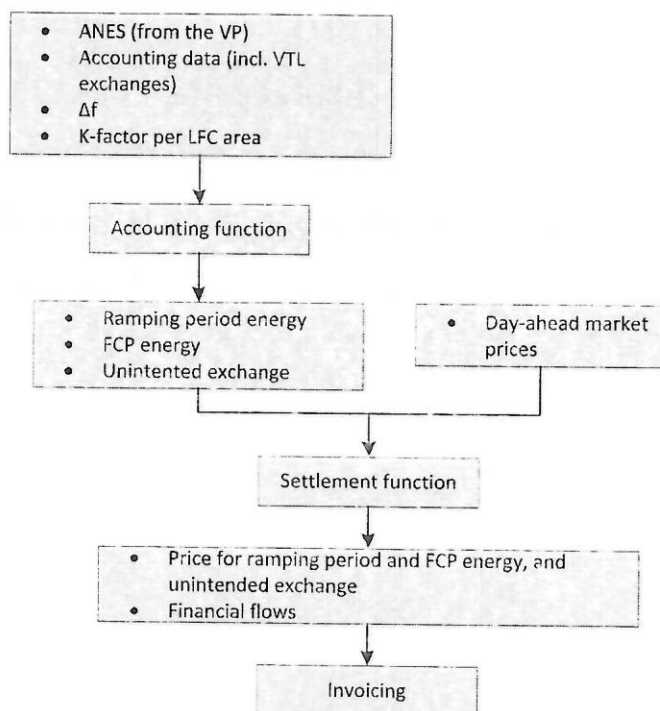 • ANES (from the VP)
• Accounting data (incl. VTL
exchanges)
• Δf
• K-factor per LFC area
Accounting function
• Ramping period energy
• FCP energy
• Unintented exchange
• Day-ahead market
prices
Settlement function
• Price for ramping period and FCP energy, and
unintended exchange
• Financial flows
Invoicing